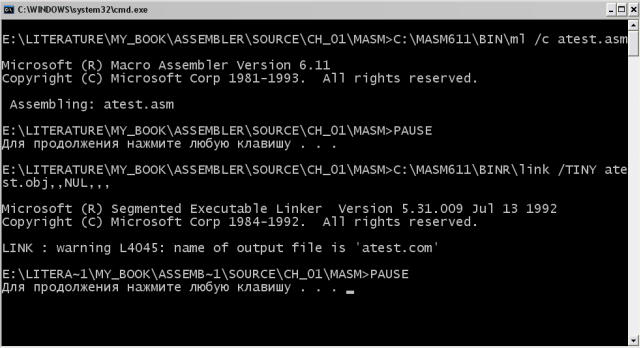 C:\WINDOWS\system32\cmd.exe
E:\LITERATURE\MY_BOOK\ASSEMBLER\SOURCE\CH_01\MASM>C:\MASM611\BIN\ml /c atest.asm
Microsoft (R) Macro Assembler Version 6.11
Copyright (C) Microsoft Corp 1981-1993.  All rights reserved.
Assembling: atest.asm
E:\LITERATURE\MY_BOOK\ASSEMBLER\SOURCE\CH_01\MASM>PAUSE
Для продолжения нажмите любую клавишу . . .
E:\LITERATURE\MY_BOOK\ASSEMBLER\SOURCE\CH_01\MASM>C:\MASM611\BINR\link /TINY ate
st.obj,,NUL,,,
Microsoft (R) Segmented Executable Linker  Version 5.31.009 Jul 13 1992
Copyright (C) Microsoft Corp 1984-1992.  All rights reserved.
LINK : warning L4045: name of output file is 'atest.com'
E:\LITERA~1\MY_BOOK\ASSEMB~1\SOURCE\CH_01\MASM>PAUSE
Для продолжения нажмите любую клавишу . . .